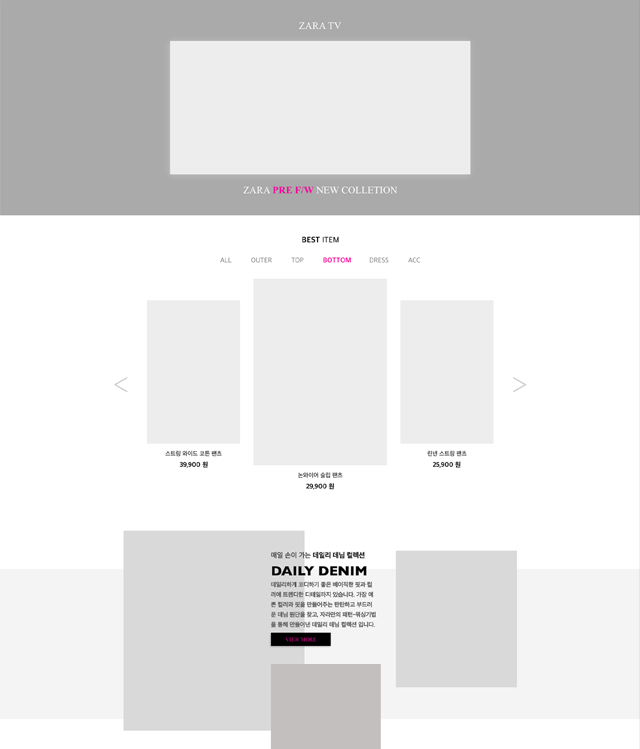 ZARA TV
ZARA PRE F/W NEW COLLETION
BEST ITEM
ALL OUTER TOP BOTTOM DRESS ACC
< >
스트링 와이드 코튼 팬츠
39,900 원
논와이어 슬립 팬츠
29,900 원
린넨 스트링 팬츠
25,900 원
매일 손이 가는 데일리 데님 컬렉션
DAILY DENIM
데일리하게 코디하기 좋은 베이직한 핏과 컬
러에 트렌디한 디테일까지 있습니다. 가장 예
쁜 컬러와 핏을 만들어주는 탄탄하고 부드러
운 데님 원단을 찾고, 자라만의 패턴-워싱기법
을 통해 만들어낸 데일리 데님 컬렉션 입니다.
VIEW MORE